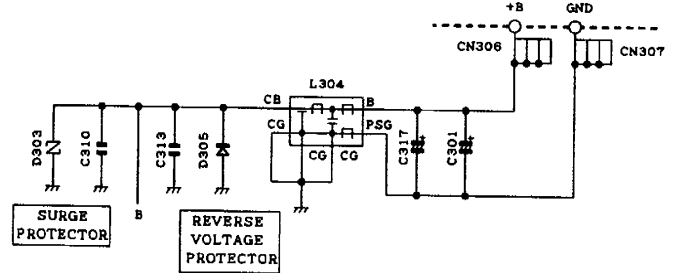 +B
GND
CN306
CN307
L304
CB
B
CG
PSG
CG
CG
D303
C310
C313
D305
C317
+
C301
+
B
SURGE
PROTECTOR
REVERSE
VOLTAGE
PROTECTOR